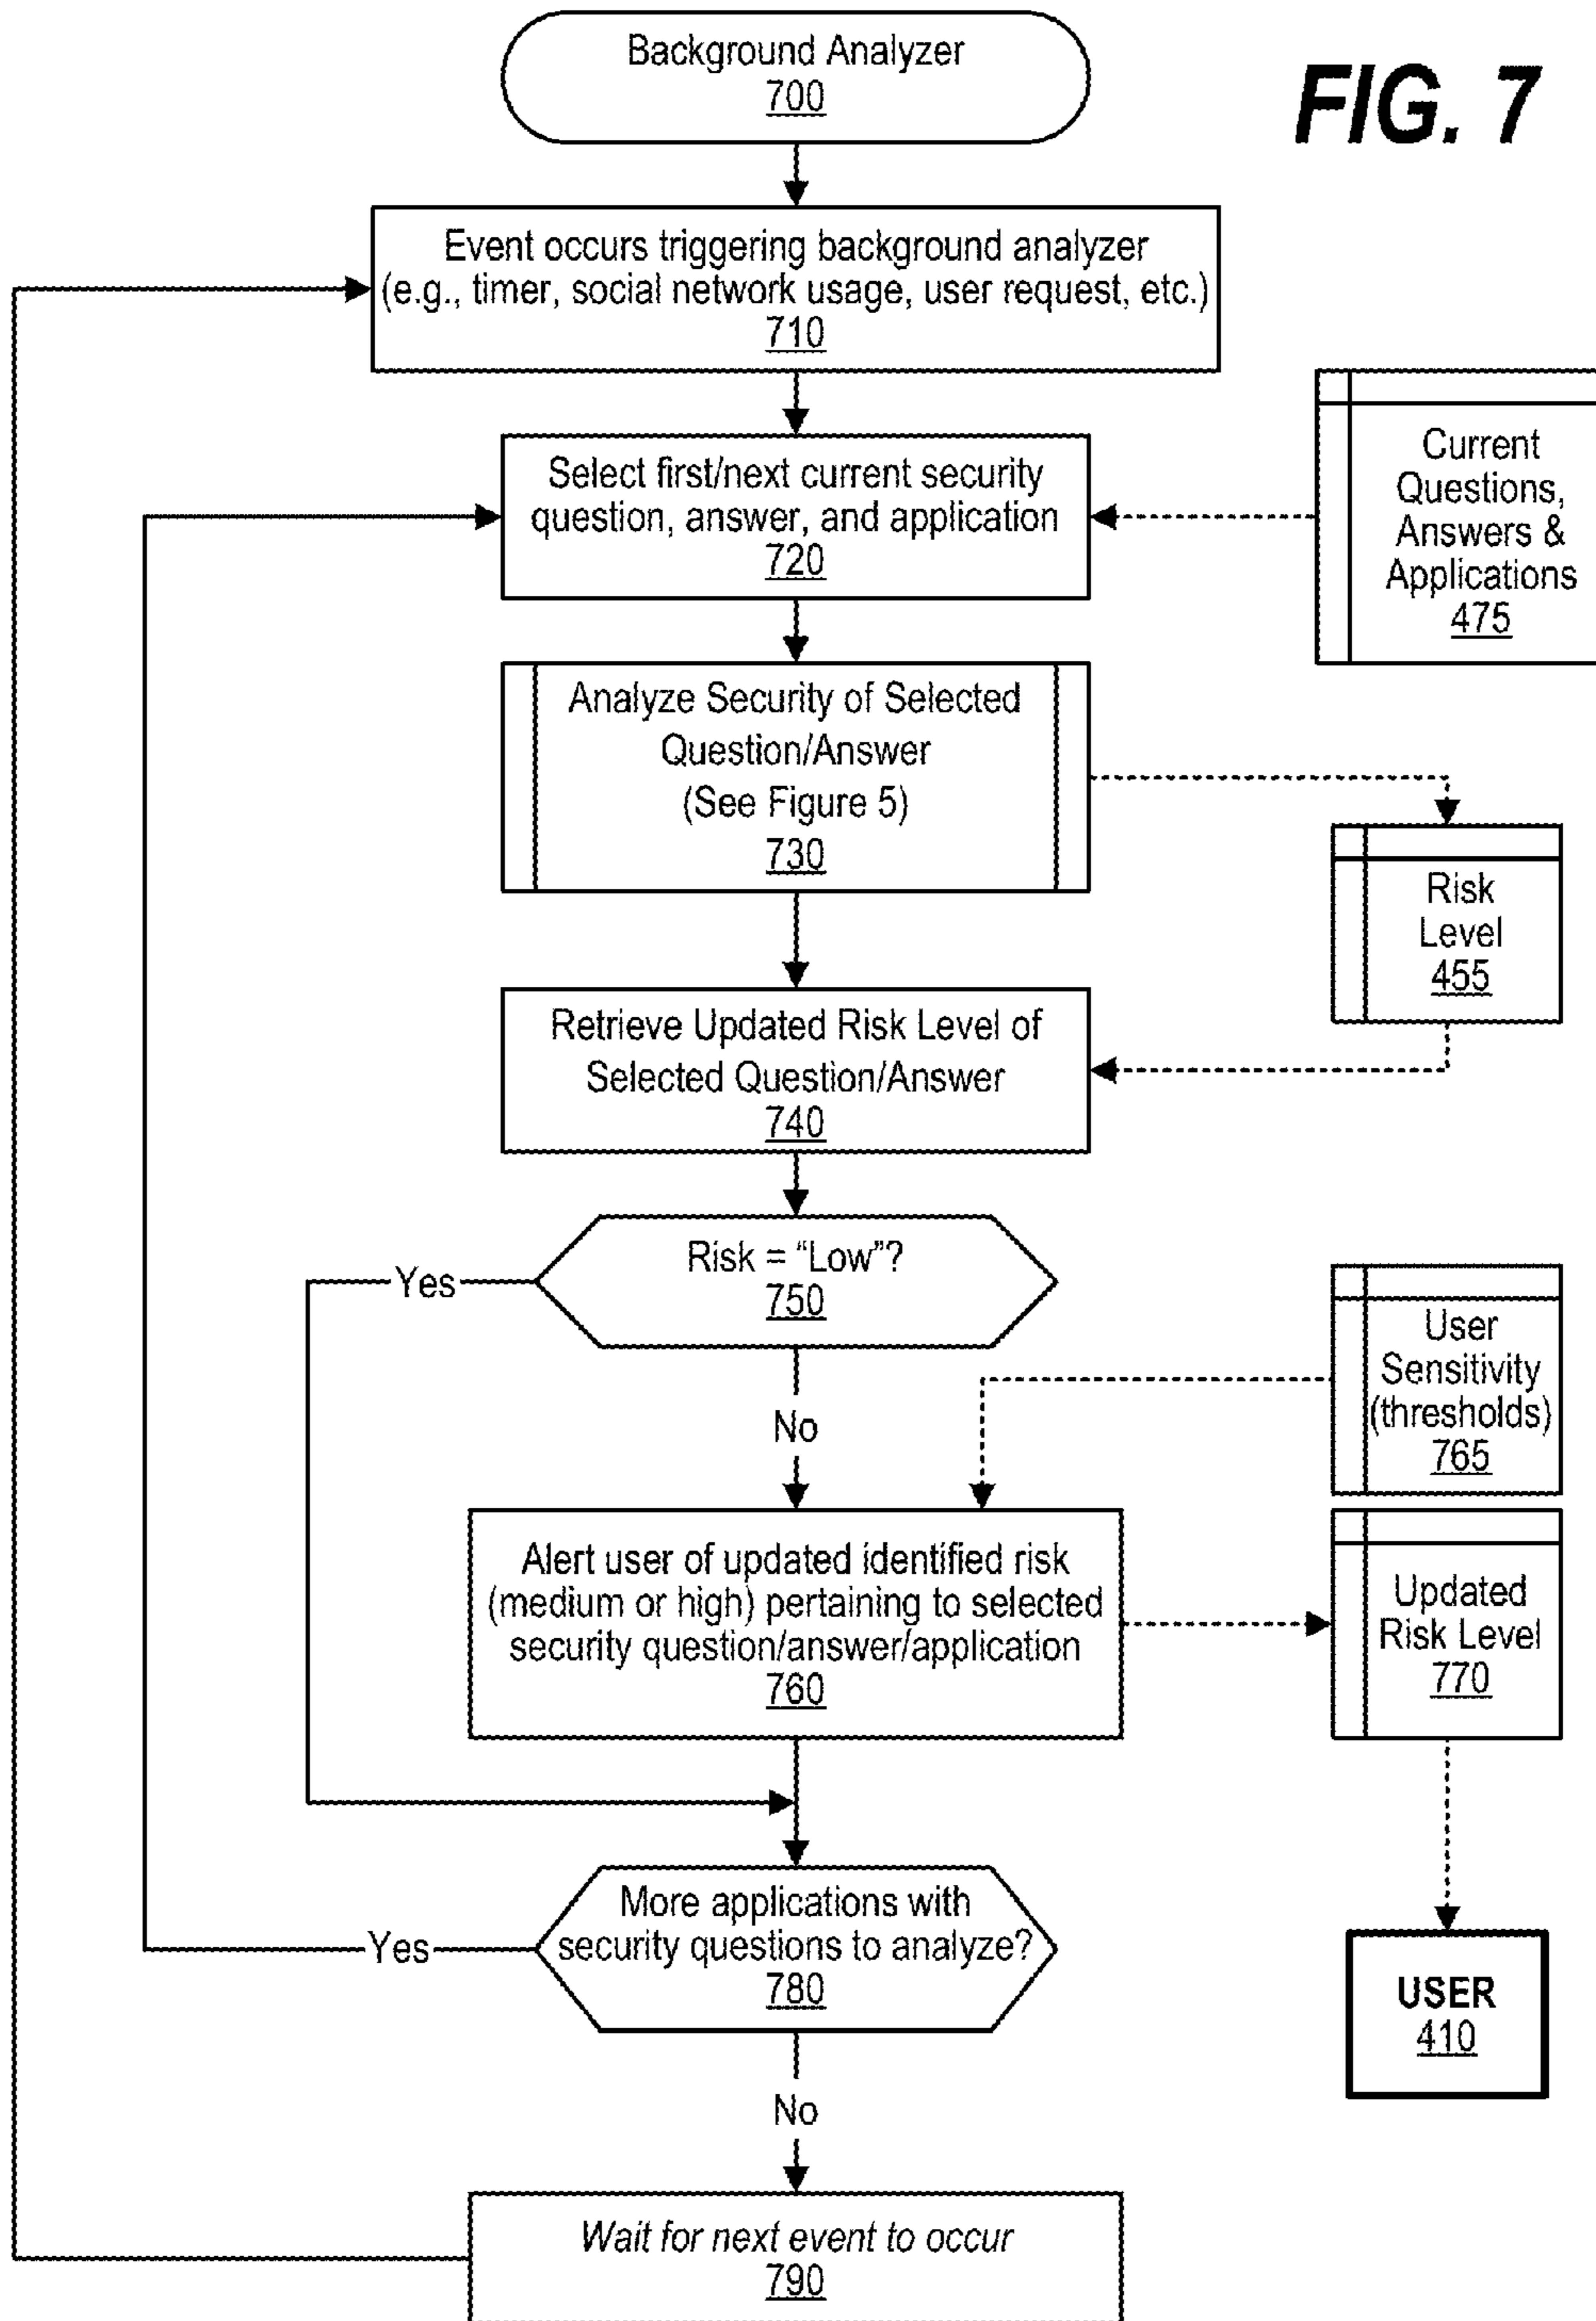 FIG. 7
Background Analyzer
700
Event occurs triggering background analyzer
(e.g., timer, social network usage, user request, etc.)
710
Select first/next current security
question, answer, and application
720
Current
Questions,
Answers &
Applications
475
Analyze Security of Selected
Question/Answer
(See Figure 5)
730
Risk
Level
455
Retrieve Updated Risk Level of
Selected Question/Answer
740
Risk = “Low”?
750
Yes
No
User
Sensitivity
(thresholds)
765
Alert user of updated identified risk
(medium or high) pertaining to selected
security question/answer/application
760
Updated
Risk Level
770
More applications with
security questions to analyze?
780
Yes
No
USER
410
Wait for next event to occur
790